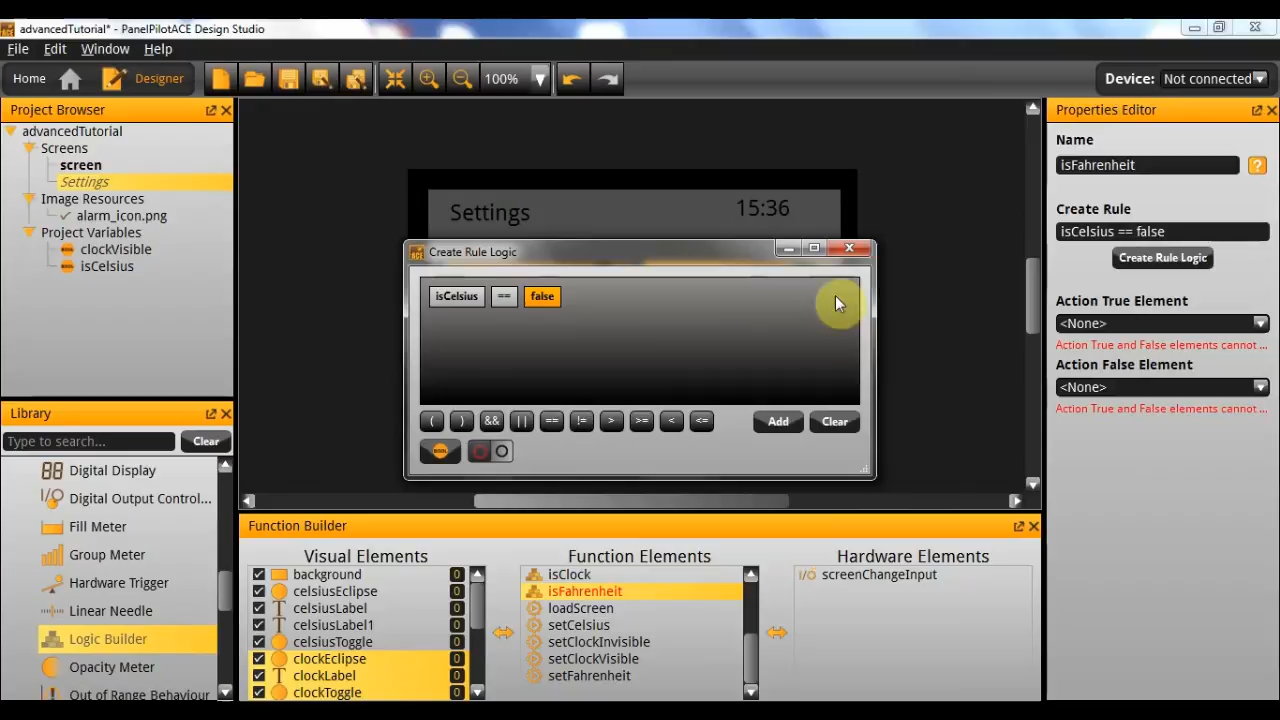 advancedTutorial* - PanelPilotACE Design Studio
File Edit Window Help
Home Designer 100% Device: Not connected
Project Browser
advancedTutorial
Screens
screen
Settings
Image Resources
alarm_icon.png
Project Variables
clockVisible
isCelsius
Library
Type to search... Clear
Digital Display
Digital Output Control...
Fill Meter
Group Meter
Hardware Trigger
Linear Needle
Logic Builder
Opacity Meter
Out of Range Behaviour
Settings 15:36
Create Rule Logic
isCelsius == false
( ) && || == != > >= < <= Add Clear
BOOL
Function Builder
Visual Elements
background 0
celsiusEclipse 0
celsiusLabel 0
celsiusLabel1 0
celsiusToggle 0
clockEclipse 0
clockLabel 0
clockToggle 0
Function Elements
isClock
isFahrenheit
loadScreen
setCelsius
setClockInvisible
setClockVisible
setFahrenheit
Hardware Elements
screenChangeInput
Properties Editor
Name
isFahrenheit ?
Create Rule
isCelsius == false
Create Rule Logic
Action True Element
<None>
Action True and False elements cannot ...
Action False Element
<None>
Action True and False elements cannot ...